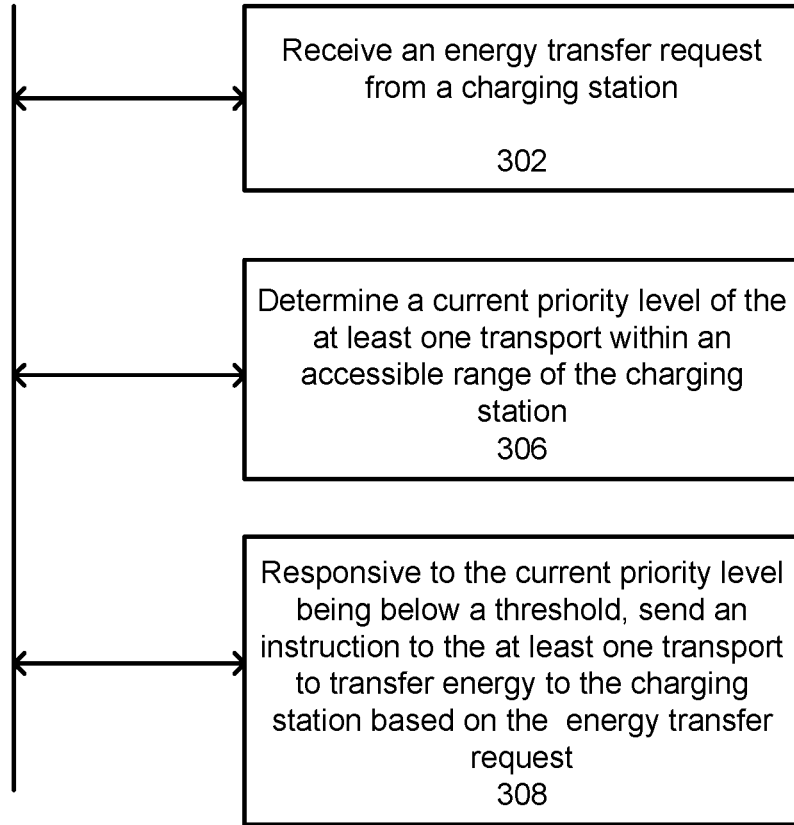 Receive an energy transfer request
from a charging station
302
Determine a current priority level of the
at least one transport within an
accessible range of the charging
station
306
Responsive to the current priority level
being below a threshold, send an
instruction to the at least one transport
to transfer energy to the charging
station based on the energy transfer
request
308